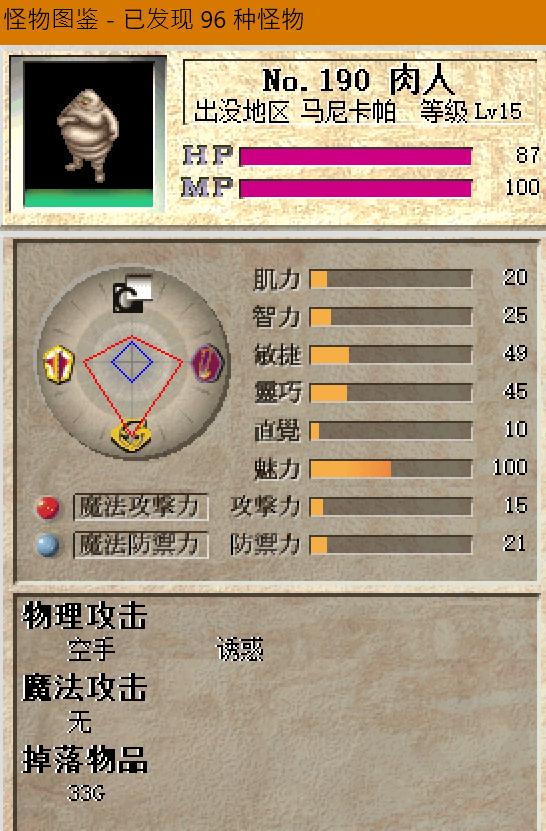 怪物图鉴 - 已发现 96 种怪物
No.190 肉人
出没地区 马尼卡帕 等级 Lv15
HP 87
MP 100
肌力 20
智力 25
敏捷 49
靈巧 45
直覺 10
魅力 100
魔法攻擊力 攻擊力 15
魔法防禦力 防禦力 21
物理攻击
空手 诱惑
魔法攻击
无
掉落物品
33G